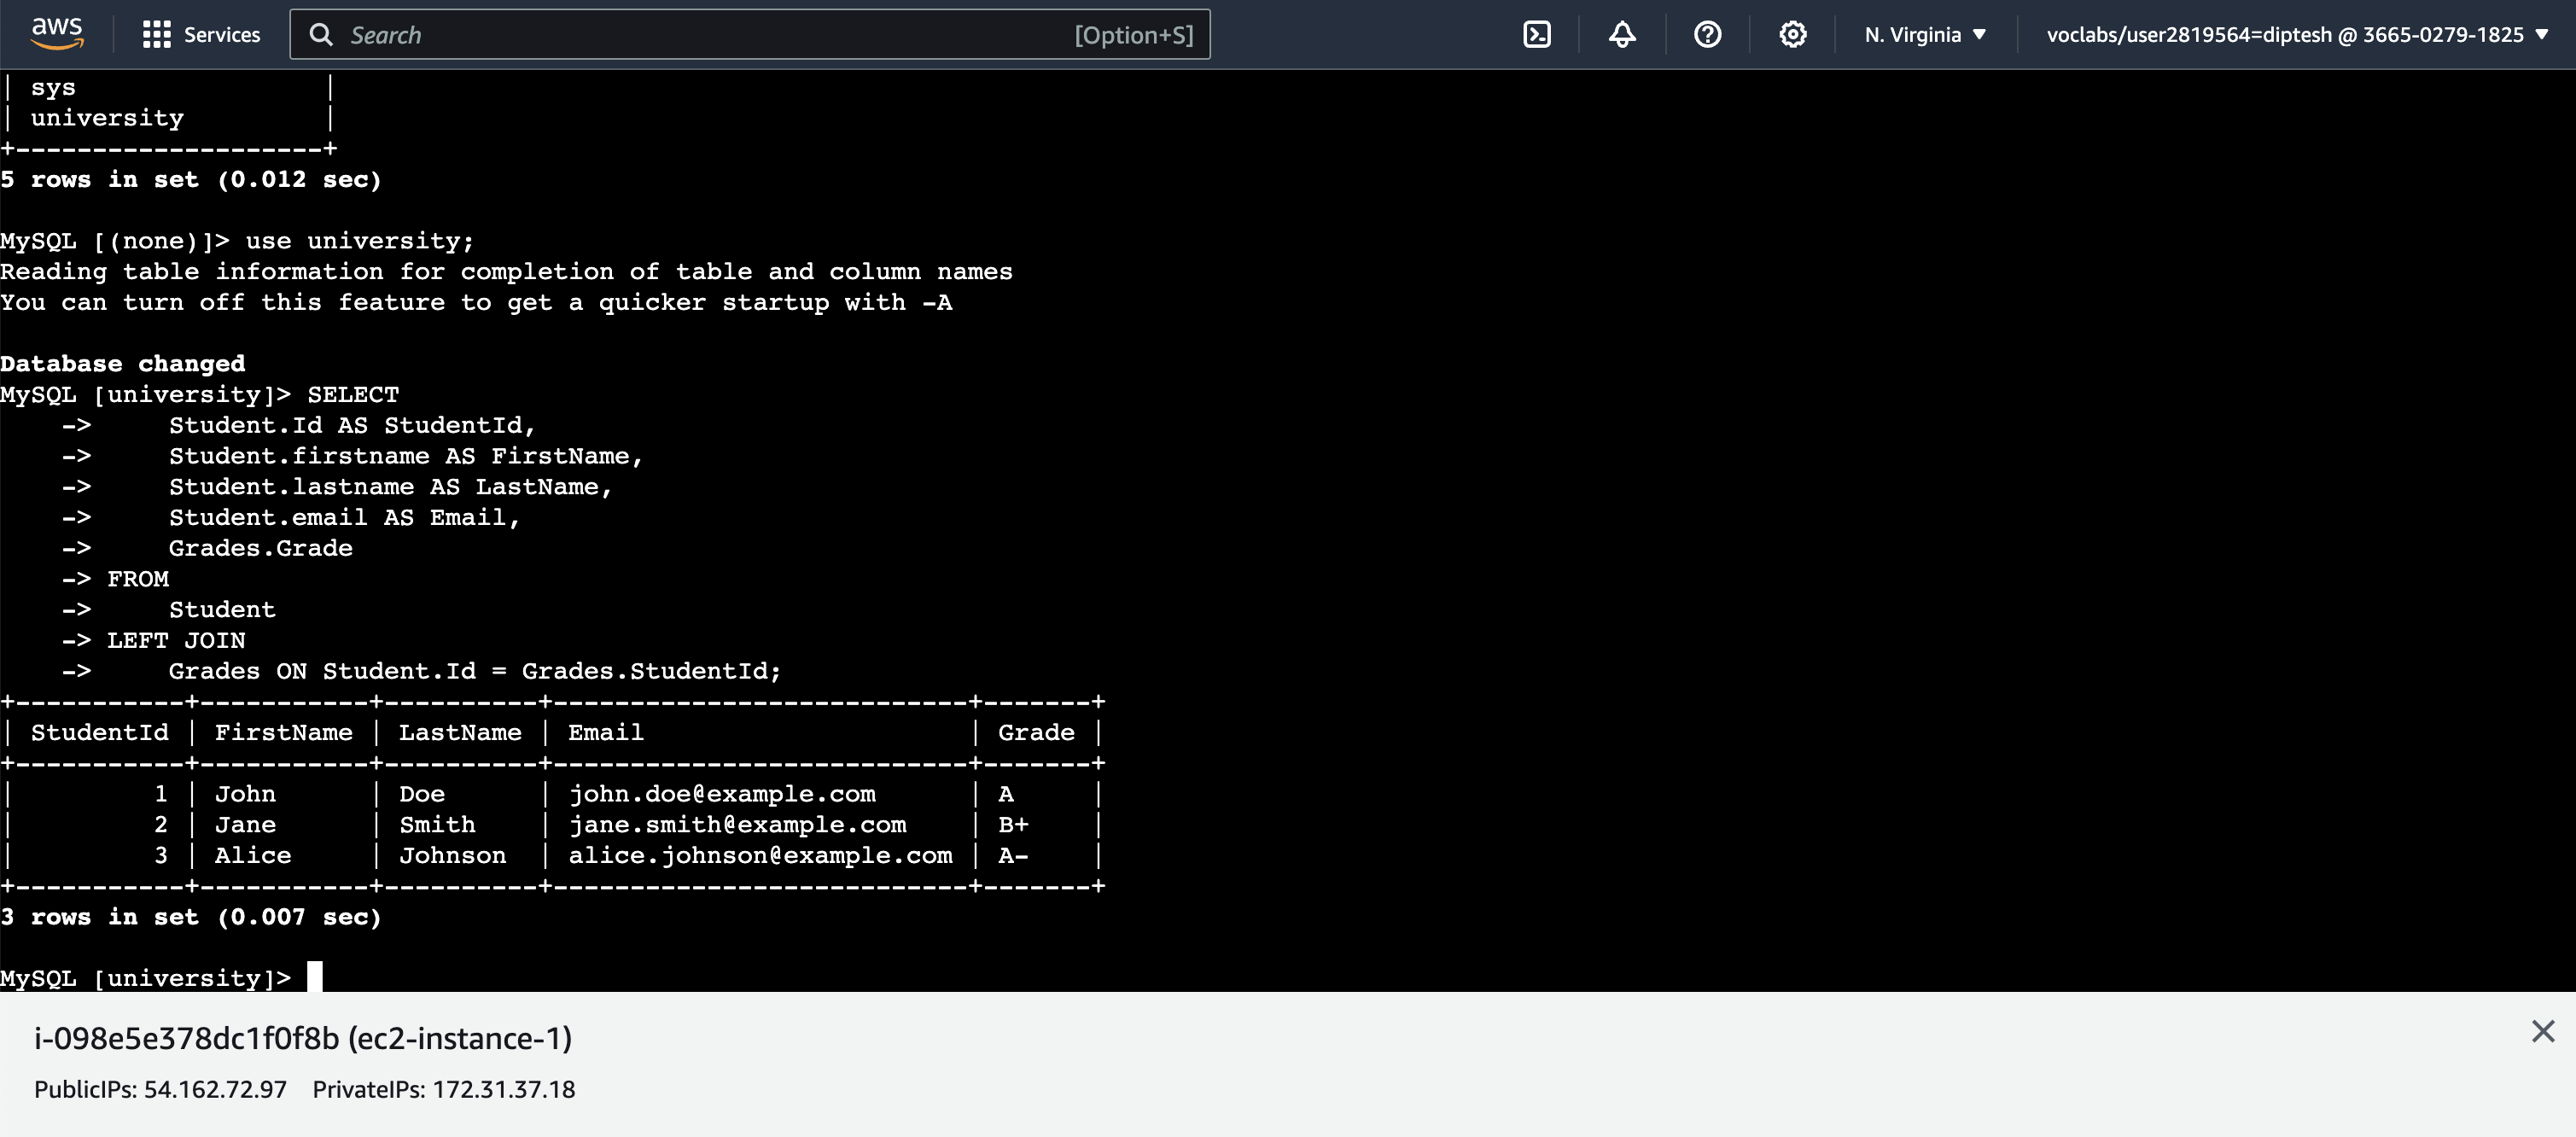 aws Services Search [Option+S] N. Virginia ▼ voclabs/user2819564=diptesh @ 3665-0279-1825 ▼
| sys                |
| university         |
+--------------------+
5 rows in set (0.012 sec)

MySQL [(none)]> use university;
Reading table information for completion of table and column names
You can turn off this feature to get a quicker startup with -A

Database changed
MySQL [university]> SELECT
    ->     Student.Id AS StudentId,
    ->     Student.firstname AS FirstName,
    ->     Student.lastname AS LastName,
    ->     Student.email AS Email,
    ->     Grades.Grade
    -> FROM
    ->     Student
    -> LEFT JOIN
    ->     Grades ON Student.Id = Grades.StudentId;
+-----------+-----------+----------+---------------------------+-------+
| StudentId | FirstName | LastName | Email                     | Grade |
+-----------+-----------+----------+---------------------------+-------+
|         1 | John      | Doe      | john.doe@example.com      | A     |
|         2 | Jane      | Smith    | jane.smith@example.com    | B+    |
|         3 | Alice     | Johnson  | alice.johnson@example.com | A-    |
+-----------+-----------+----------+---------------------------+-------+
3 rows in set (0.007 sec)

MySQL [university]>
i-098e5e378dc1f0f8b (ec2-instance-1)
PublicIPs: 54.162.72.97 PrivateIPs: 172.31.37.18